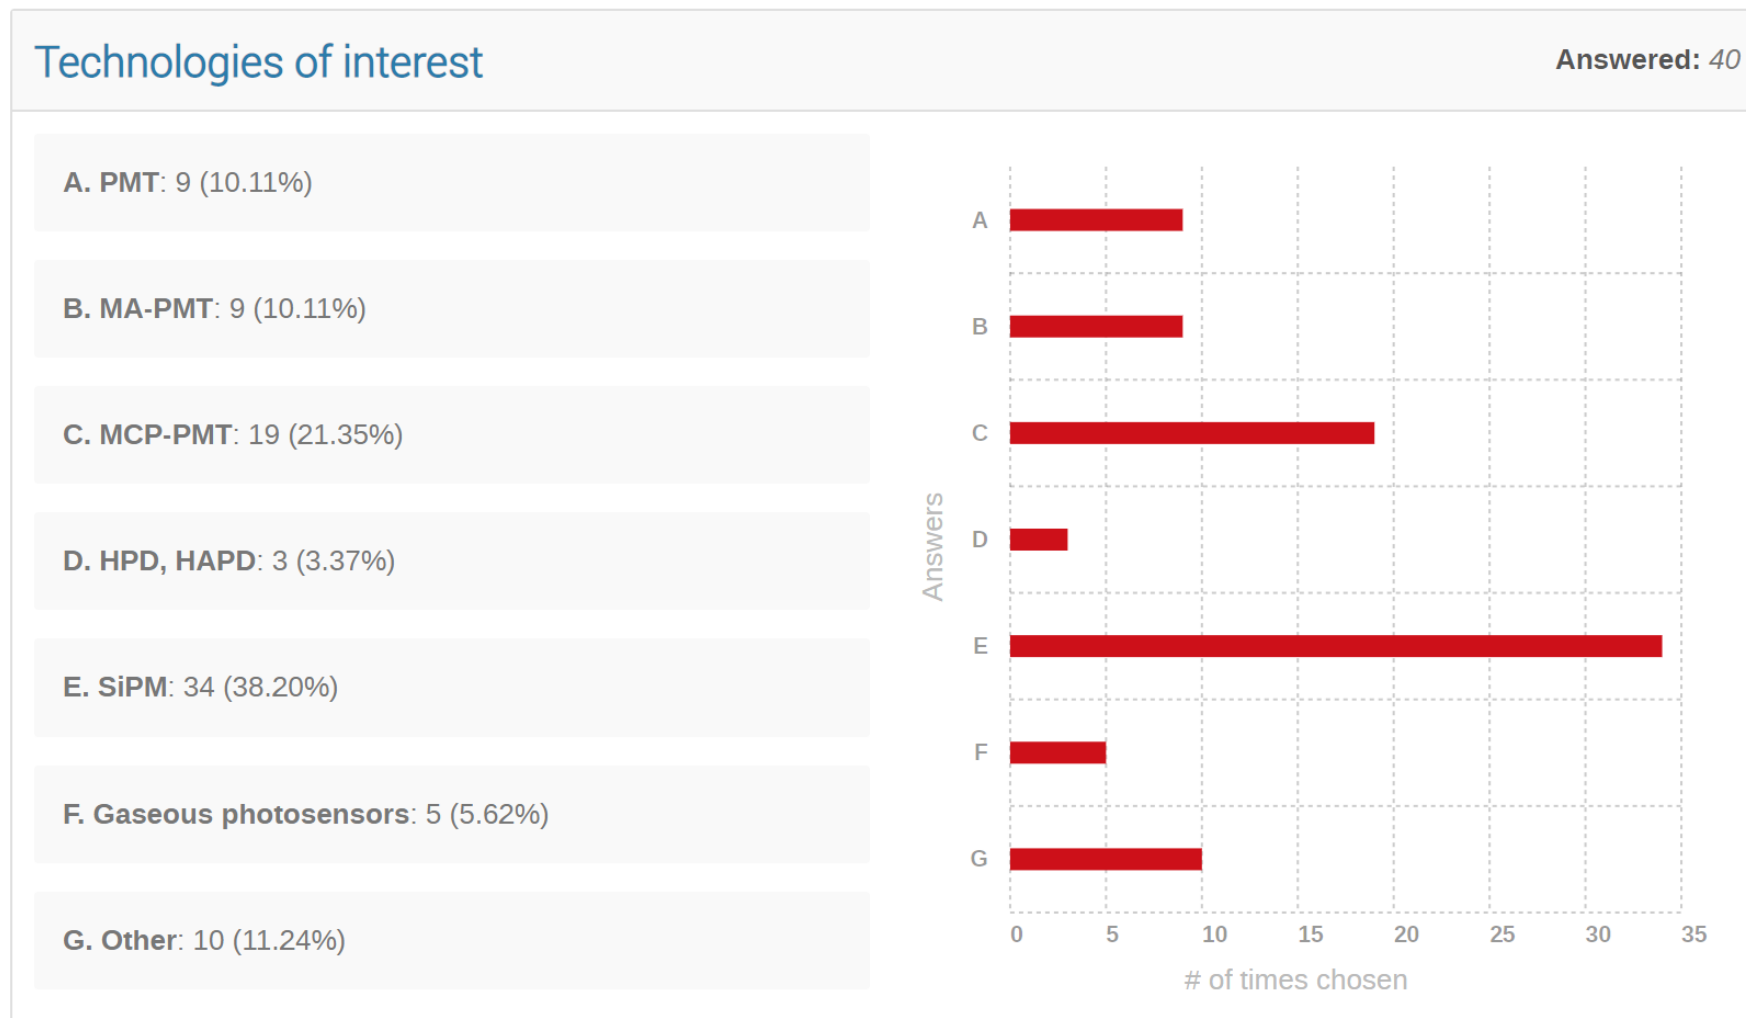 Technologies of interest
Answered: 40
A. PMT: 9 (10.11%)
B. MA-PMT: 9 (10.11%)
C. MCP-PMT: 19 (21.35%)
D. HPD, HAPD: 3 (3.37%)
E. SiPM: 34 (38.20%)
F. Gaseous photosensors: 5 (5.62%)
G. Other: 10 (11.24%)
Answers
A
B
C
D
E
F
G
0 5 10 15 20 25 30 35
# of times chosen